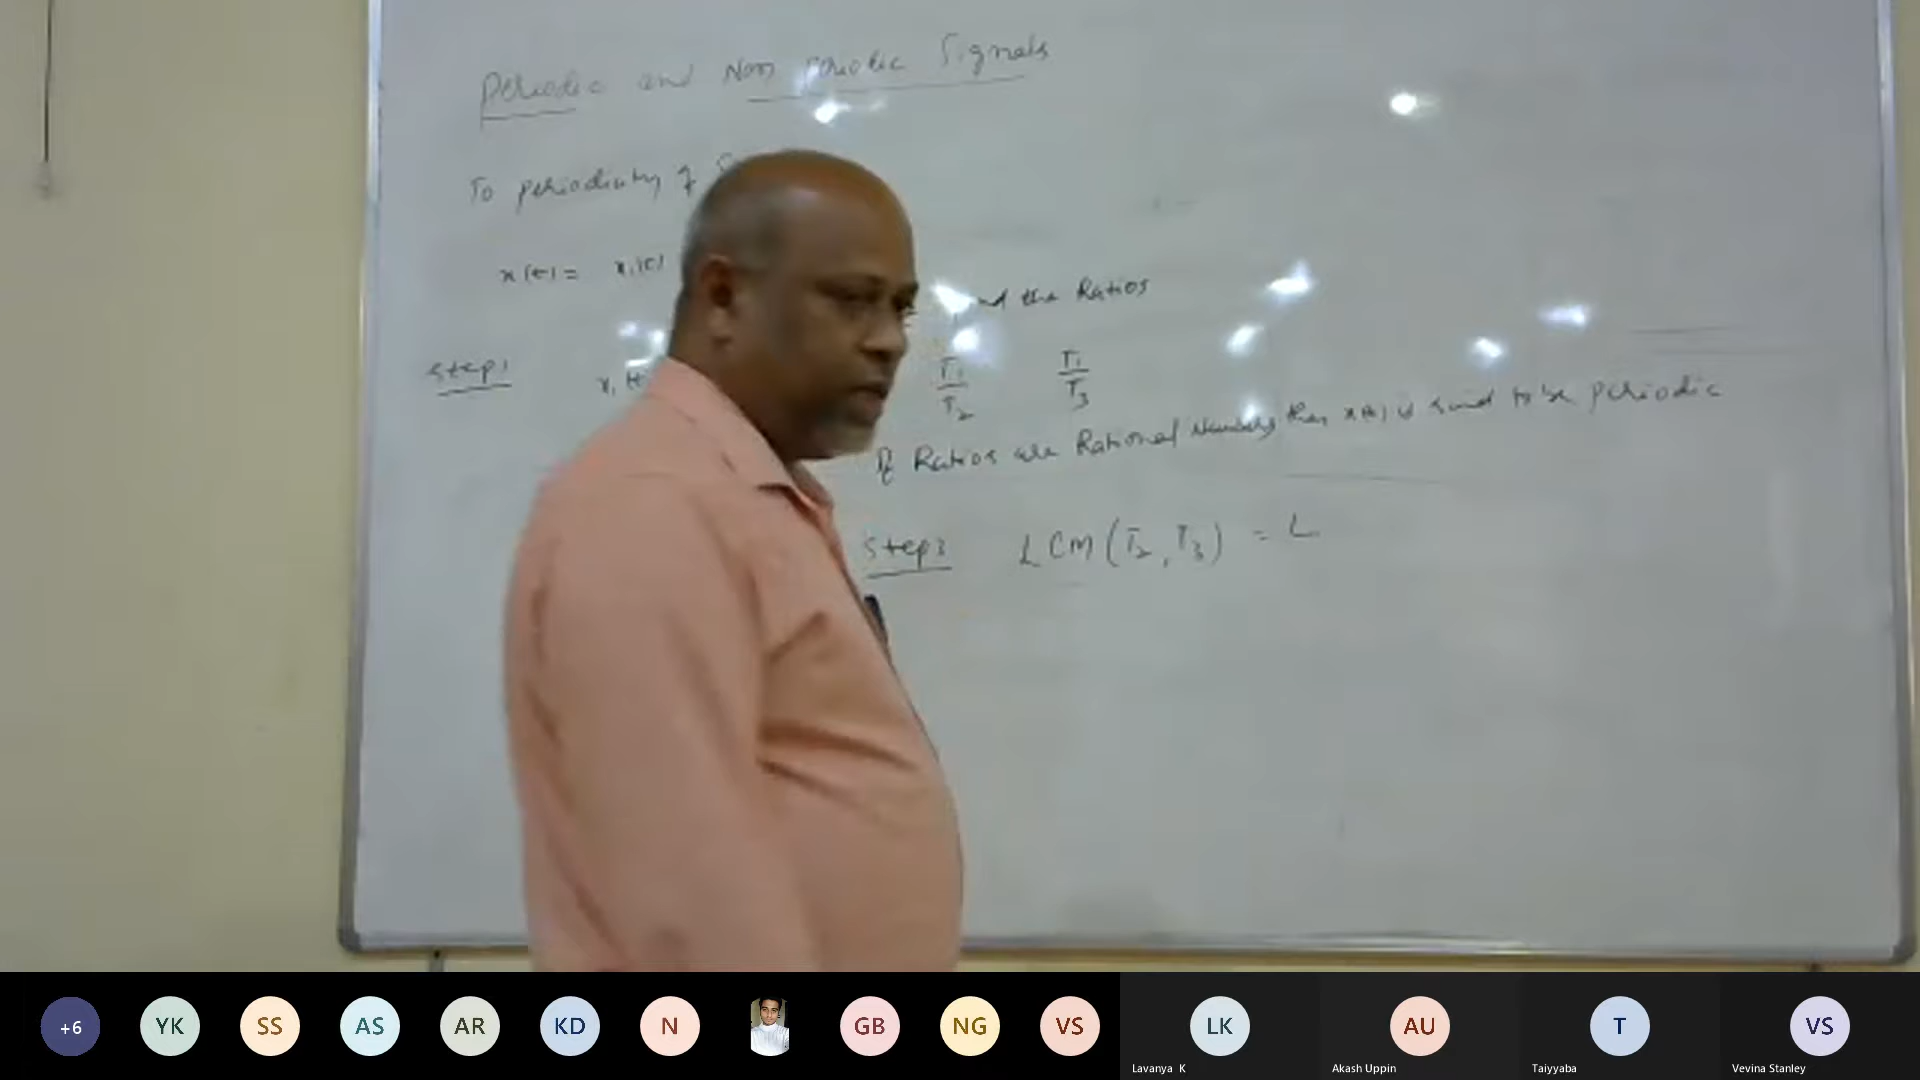 Periodic and Non Periodic Signals
To periodicity of
x(t) = x1(t)
nd the Ratios
Step1
T1/T2 T1/T3
If Ratios are Rational Numbers then x(t) is said to be periodic
LCM (T2, T3) = L
+6 YK SS AS AR KD N GB NG VS LK AU T VS
Lavanya K Akash Uppin Taiyyaba Vevina Stanley